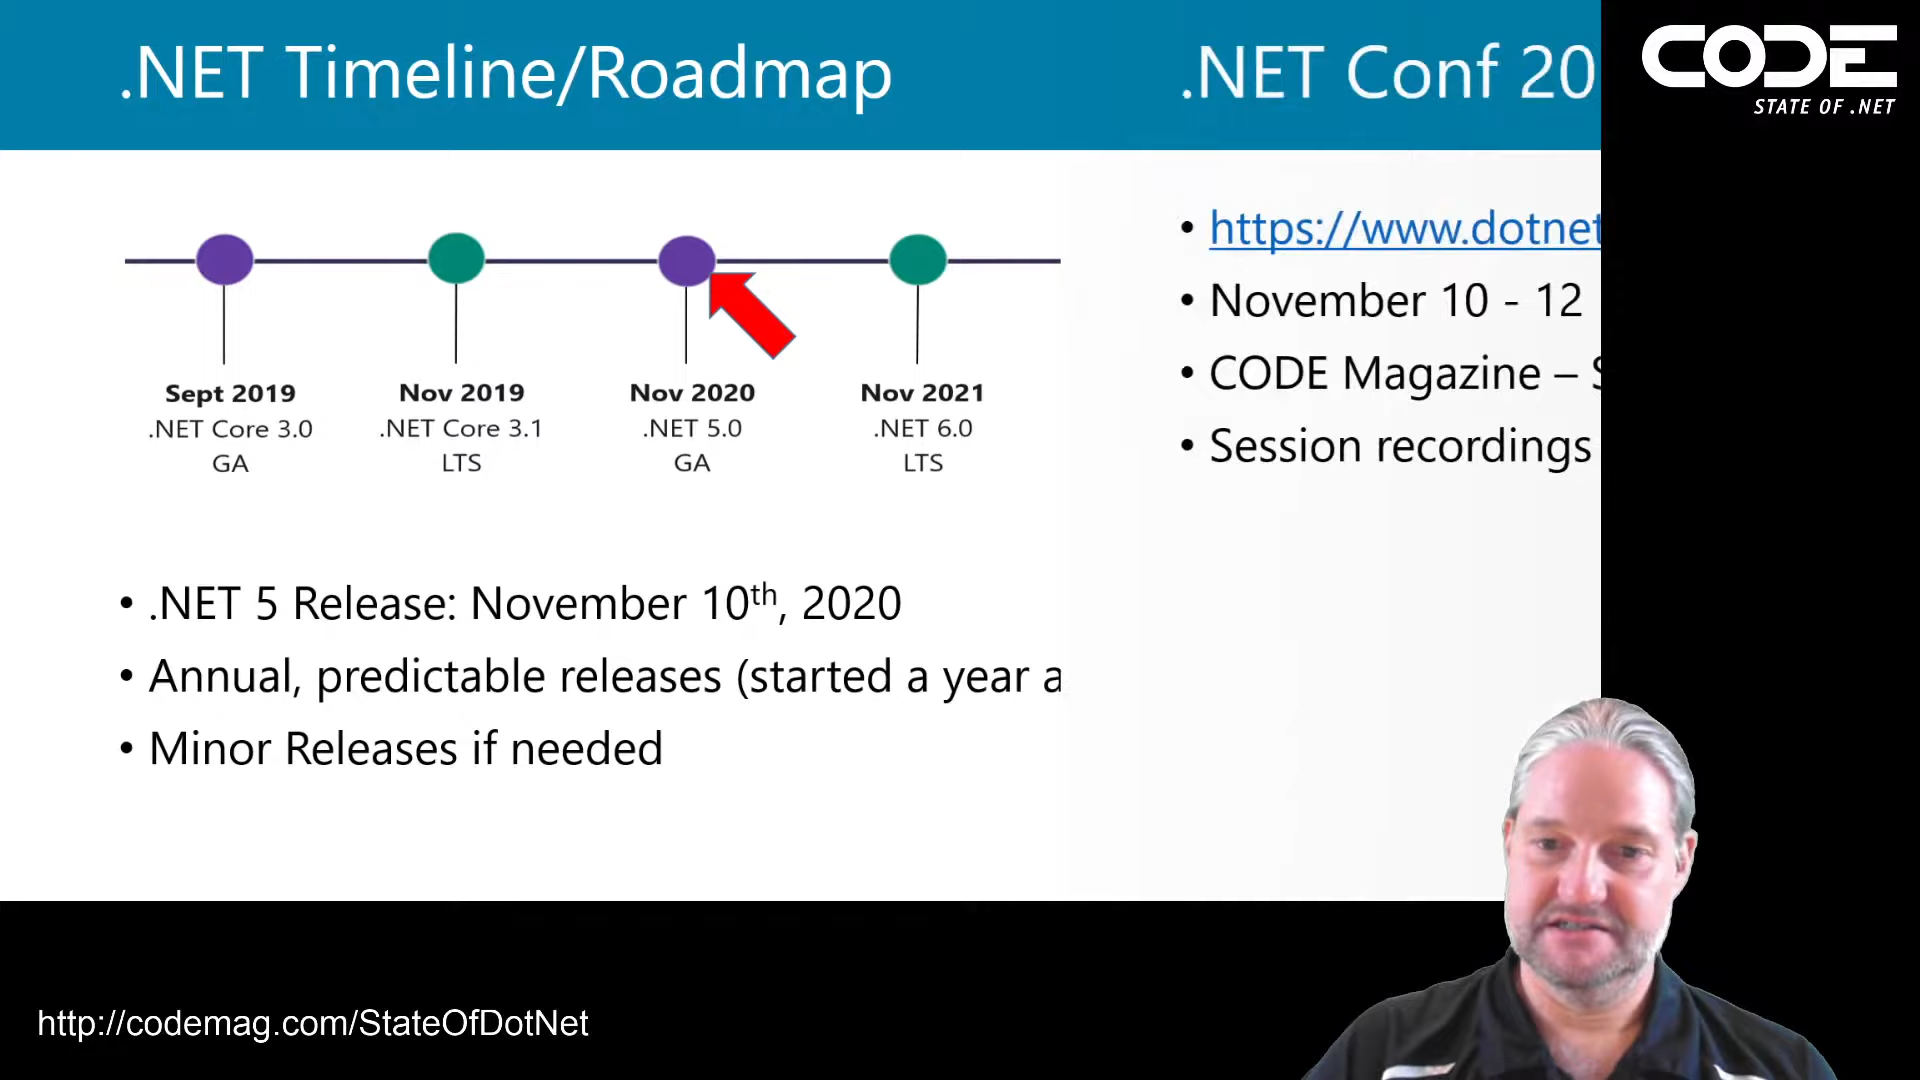 .NET Timeline/Roadmap
Sept 2019
.NET Core 3.0
GA
Nov 2019
.NET Core 3.1
LTS
Nov 2020
.NET 5.0
GA
Nov 2021
.NET 6.0
LTS
• .NET 5 Release: November 10th, 2020
• Annual, predictable releases (started a year a
• Minor Releases if needed
.NET Conf 20
• https://www.dotnet
• November 10 - 12
• CODE Magazine – S
• Session recordings
CODE
STATE OF .NET
http://codemag.com/StateOfDotNet